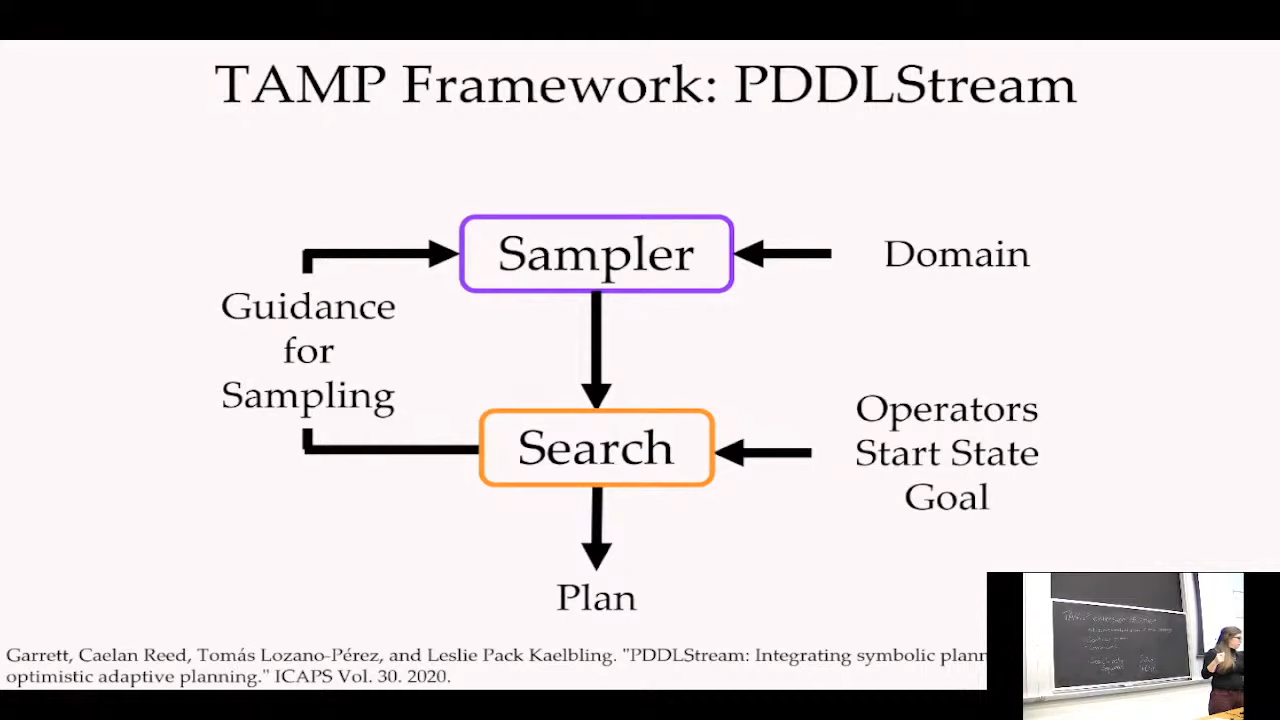 TAMP Framework: PDDLStream
Sampler
Domain
Guidance
for
Sampling
Search
Operators
Start State
Goal
Plan
Garrett, Caelan Reed, Tomás Lozano-Pérez, and Leslie Pack Kaelbling. "PDDLStream: Integrating symbolic plann
optimistic adaptive planning." ICAPS Vol. 30. 2020.
TAMP